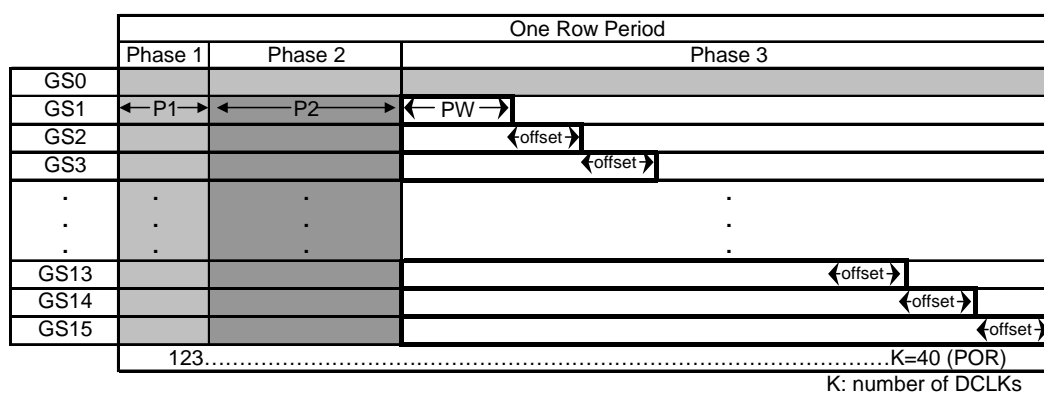 One Row Period
Phase 1 Phase 2 Phase 3
GS0
GS1 P1 P2 PW
GS2 offset
GS3 offset
. . . .
. . . .
. . . .
GS13 offset
GS14 offset
GS15 offset
123……………………………………………………………………………………K=40 (POR)
K: number of DCLKs